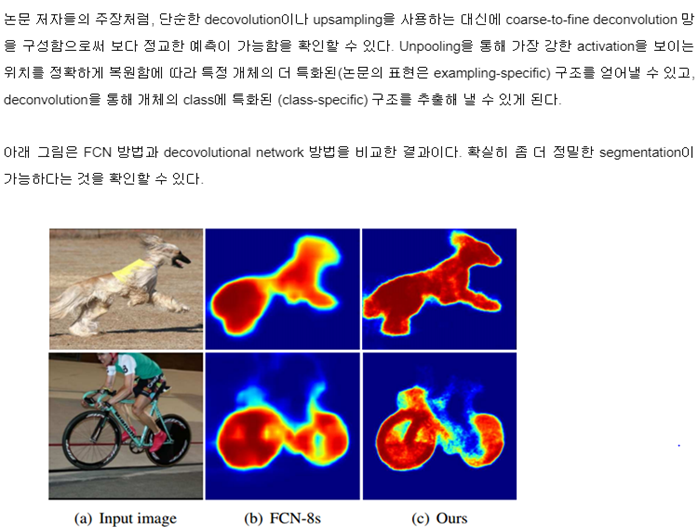 논문 저자들의 주장처럼, 단순한 decovolution이나 upsampling을 사용하는 대신에 coarse-to-fine deconvolution 망
을 구성함으로써 보다 정교한 예측이 가능함을 확인할 수 있다. Unpooling을 통해 가장 강한 activation을 보이는
위치를 정확하게 복원함에 따라 특정 개체의 더 특화된(논문의 표현은 exampling-specific) 구조를 얻어낼 수 있고,
deconvolution을 통해 개체의 class에 특화된 (class-specific) 구조를 추출해 낼 수 있게 된다.
아래 그림은 FCN 방법과 decovolutional network 방법을 비교한 결과이다. 확실히 좀 더 정밀한 segmentation이
가능하다는 것을 확인할 수 있다.
(a) Input image (b) FCN-8s (c) Ours